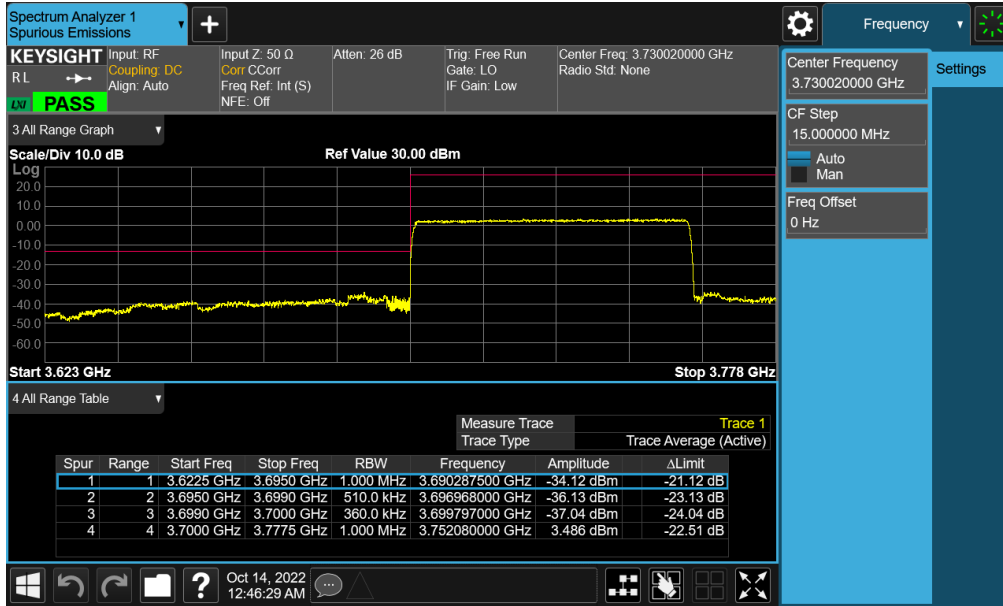 Spectrum Analyzer 1
Spurious Emissions
Frequency
KEYSIGHT
RL
LXI
PASS
Input: RF
Coupling: DC
Align: Auto
Input Z: 50 Ω
Corr CCorr
Freq Ref: Int (S)
NFE: Off
Atten: 26 dB
Trig: Free Run
Gate: LO
IF Gain: Low
Center Freq: 3.730020000 GHz
Radio Std: None
Center Frequency
3.730020000 GHz
Settings
CF Step
15.000000 MHz
Auto
Man
Freq Offset
0 Hz
3 All Range Graph
Scale/Div 10.0 dB
Ref Value 30.00 dBm
Log
20.0
10.0
0.00
-10.0
-20.0
-30.0
-40.0
-50.0
-60.0
Start 3.623 GHz
Stop 3.778 GHz
4 All Range Table
Measure Trace Trace 1
Trace Type Trace Average (Active)
Spur Range Start Freq Stop Freq RBW Frequency Amplitude ΔLimit
1 1 3.6225 GHz 3.6950 GHz 1.000 MHz 3.690287500 GHz -34.12 dBm -21.12 dB
2 2 3.6950 GHz 3.6990 GHz 510.0 kHz 3.696968000 GHz -36.13 dBm -23.13 dB
3 3 3.6990 GHz 3.7000 GHz 360.0 kHz 3.699797000 GHz -37.04 dBm -24.04 dB
4 4 3.7000 GHz 3.7775 GHz 1.000 MHz 3.752080000 GHz 3.486 dBm -22.51 dB
?
Oct 14, 2022
12:46:29 AM